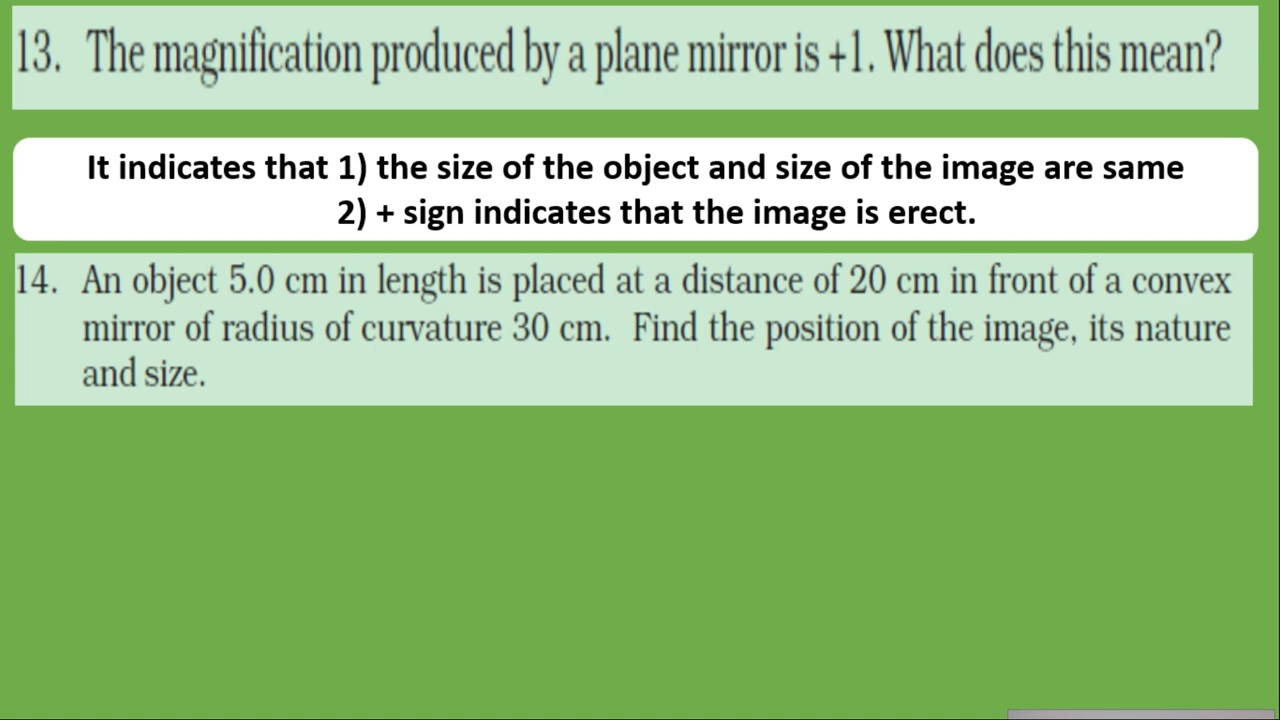 13. The magnification produced by a plane mirror is +1. What does this mean?
It indicates that 1) the size of the object and size of the image are same
2) + sign indicates that the image is erect.
14. An object 5.0 cm in length is placed at a distance of 20 cm in front of a convex
mirror of radius of curvature 30 cm. Find the position of the image, its nature
and size.